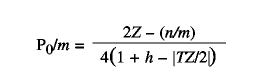 P₀/m = 2Z – (n/m) / 4(1 + h – |TZ/2|)